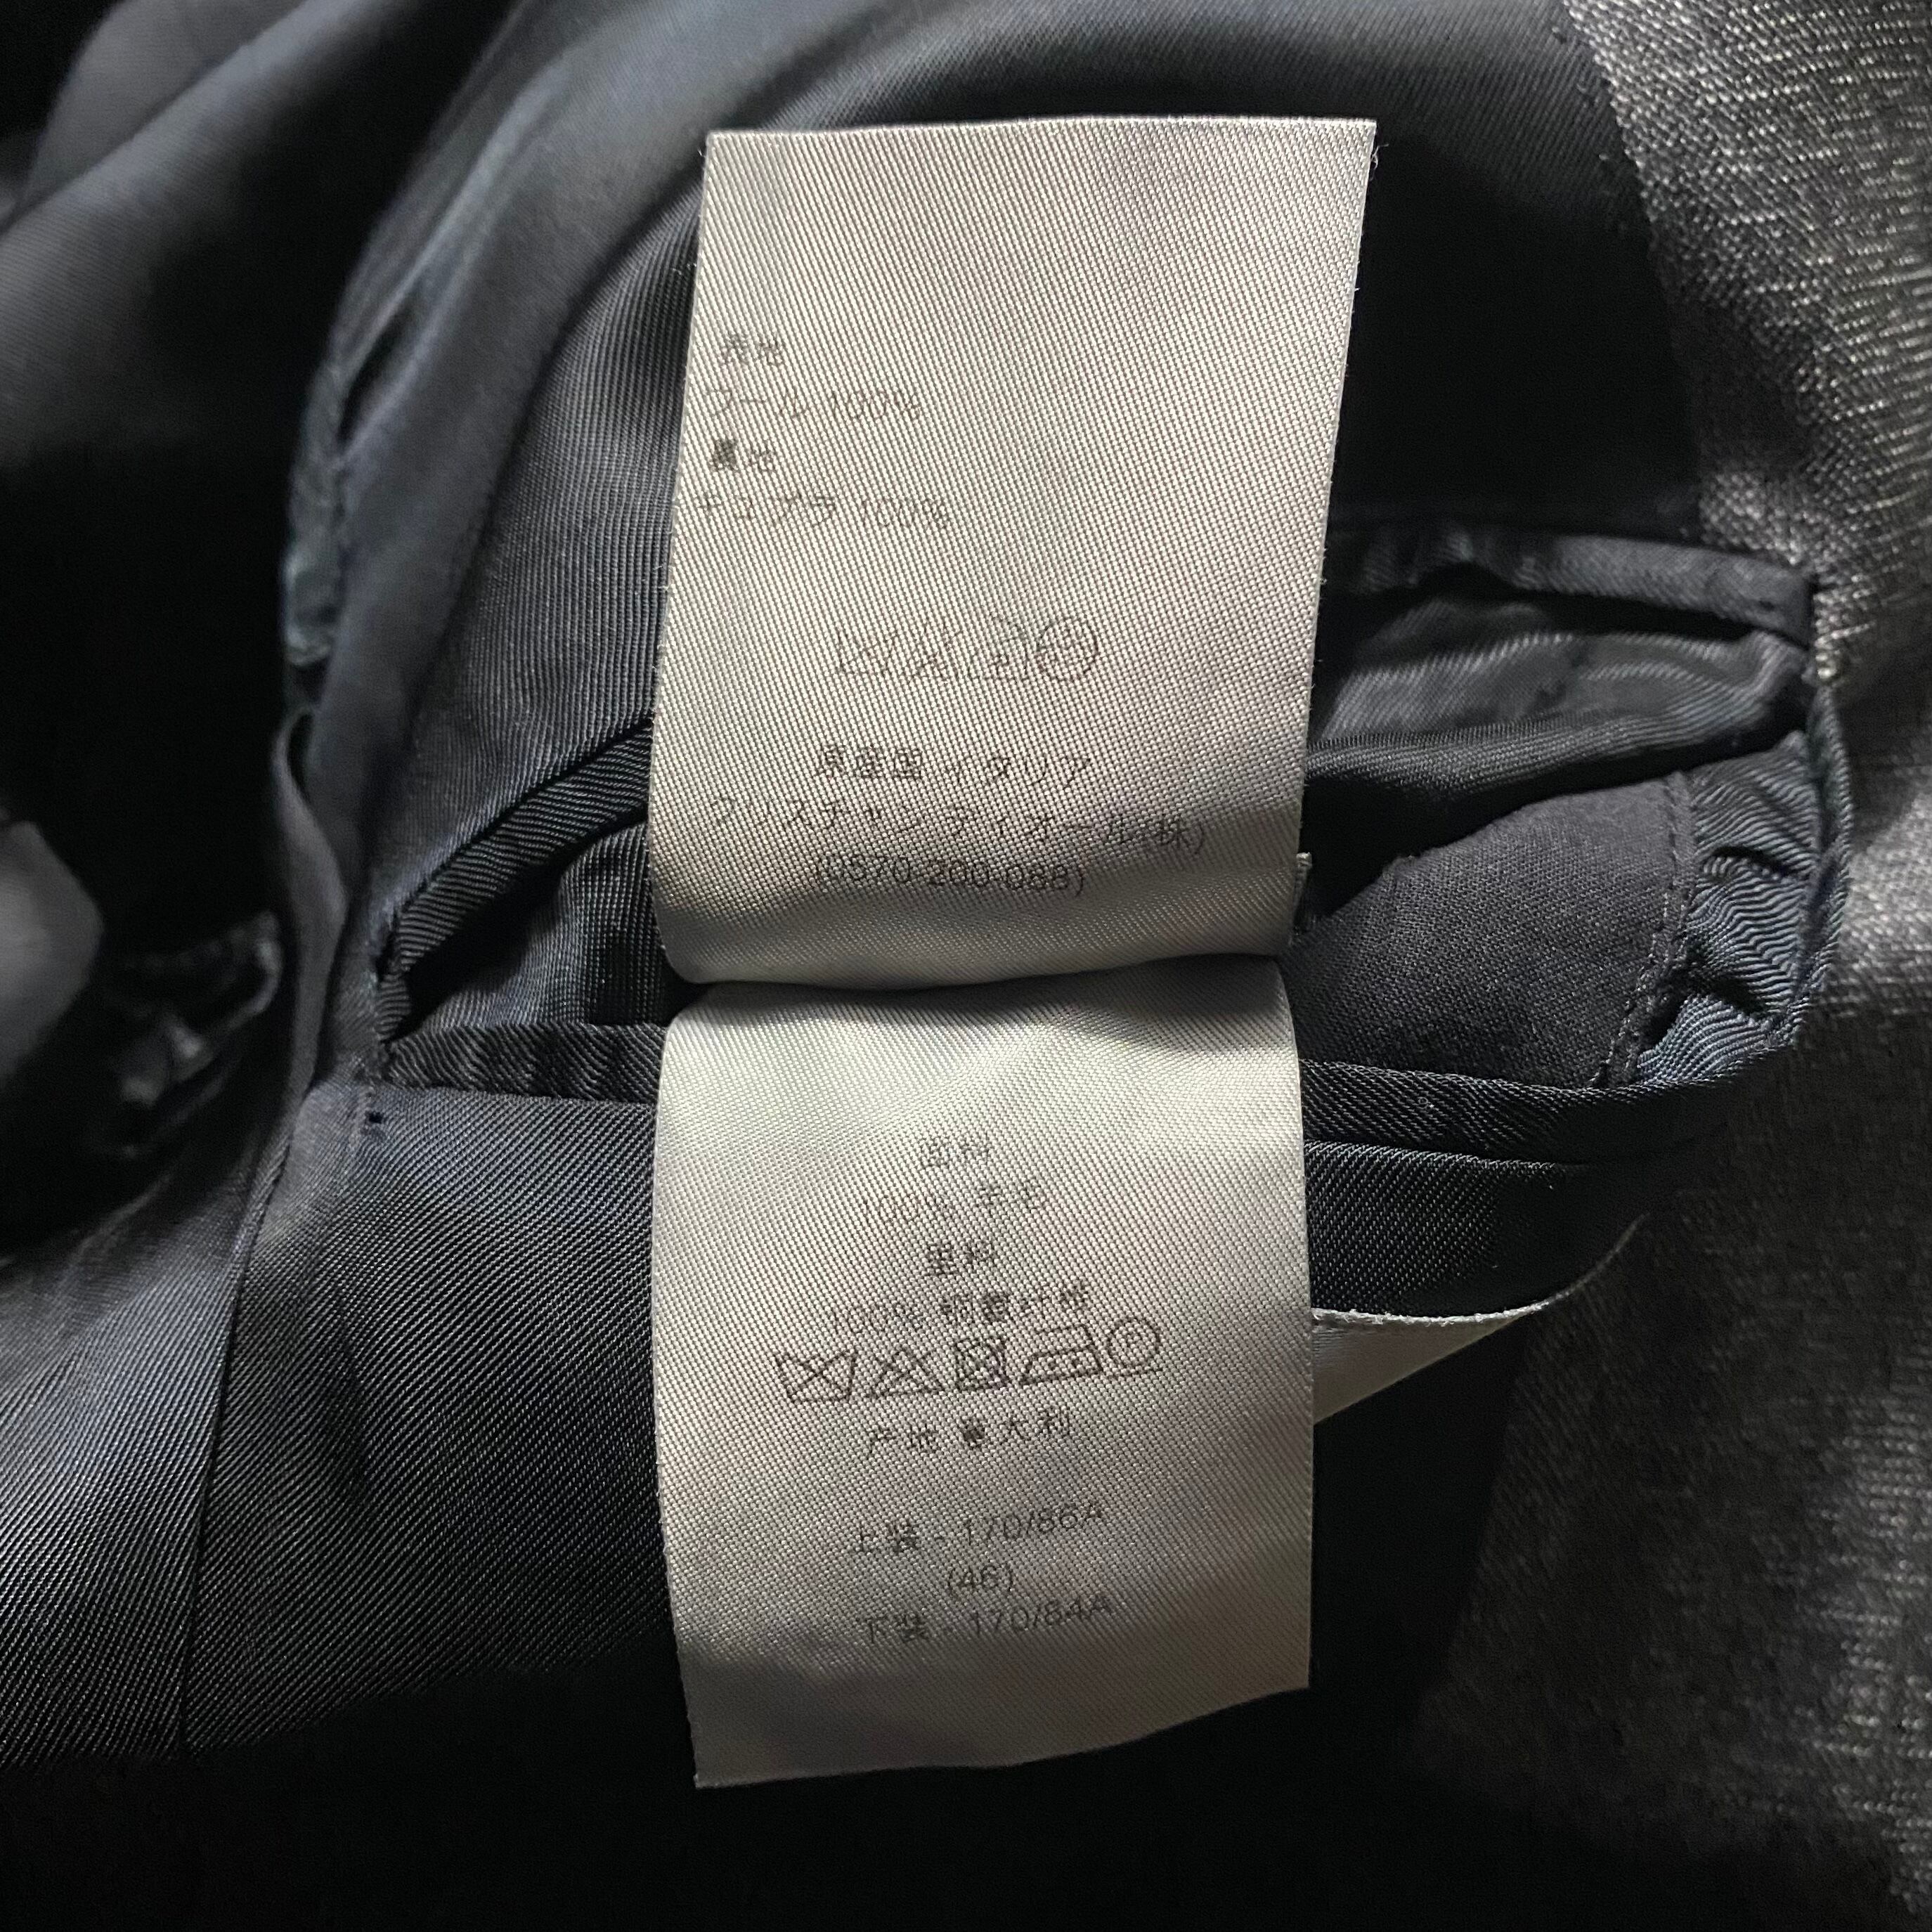 表地
ウール 100%
裏地
キュプラ 100%
原産国 イタリア
クリスチャン ディオール (株)
(0570-200-088)
面料
100% 羊毛
里料
100% 铜氨纤维
产地 意大利
上装 - 170/86A
(46)
下装 - 170/84A